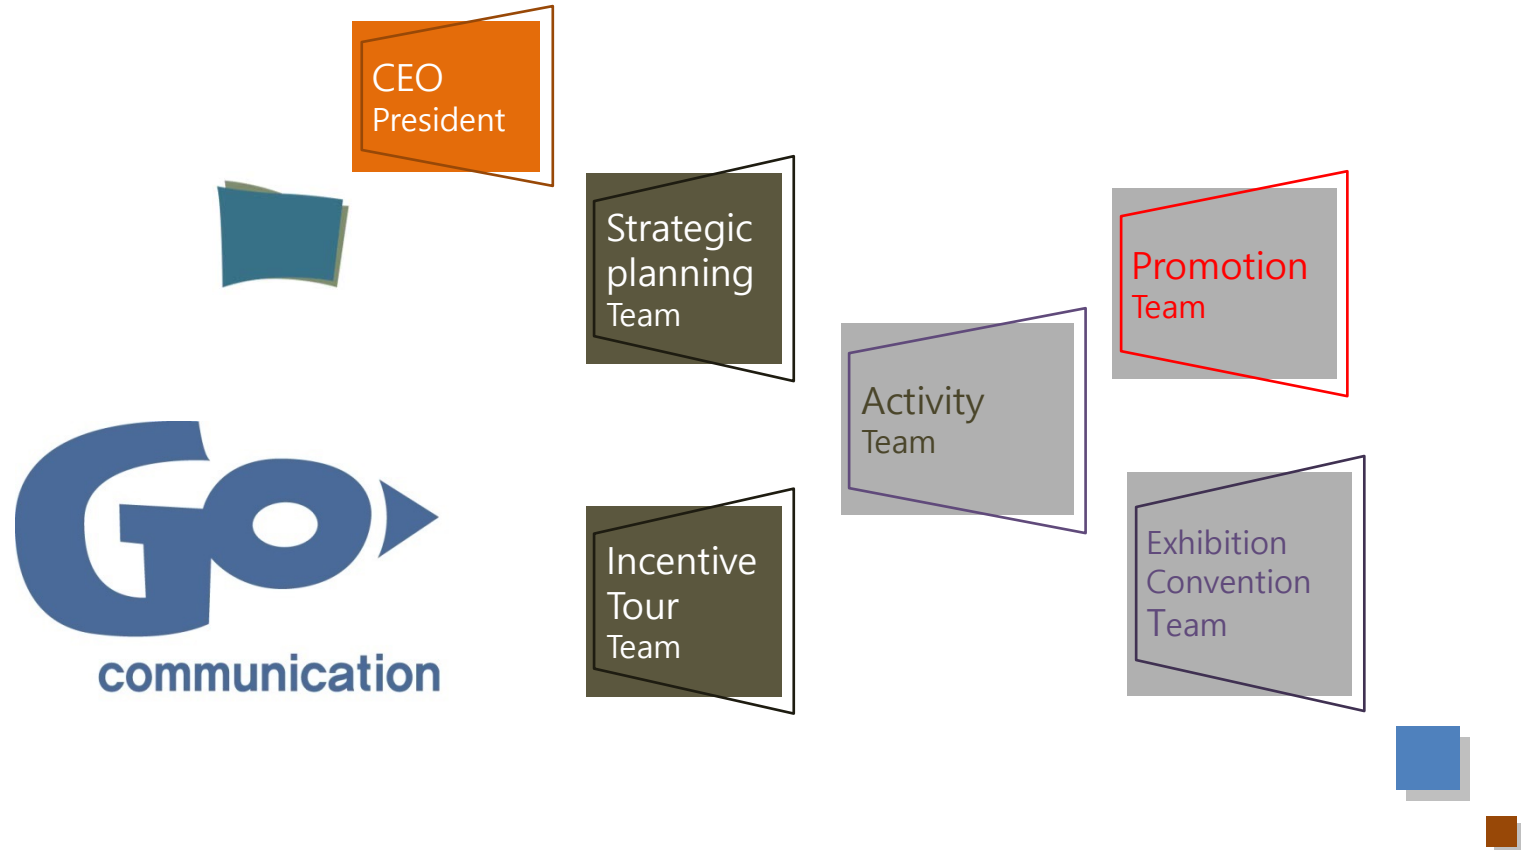 CEO
President
Strategic
planning
Team
Promotion
Team
Activity
Team
Go
communication
Incentive
Tour
Team
Exhibition
Convention
Team